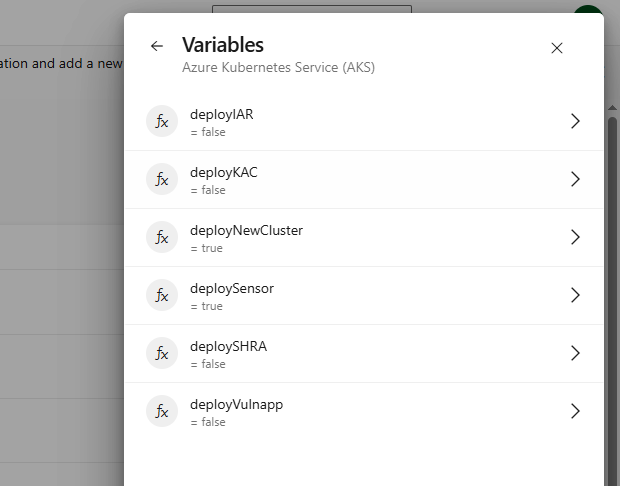 Variables
Azure Kubernetes Service (AKS)
ation and add a new
fx deployIAR
= false
fx deployKAC
= false
fx deployNewCluster
= true
fx deploySensor
= true
fx deploySHRA
= false
fx deployVulnapp
= false